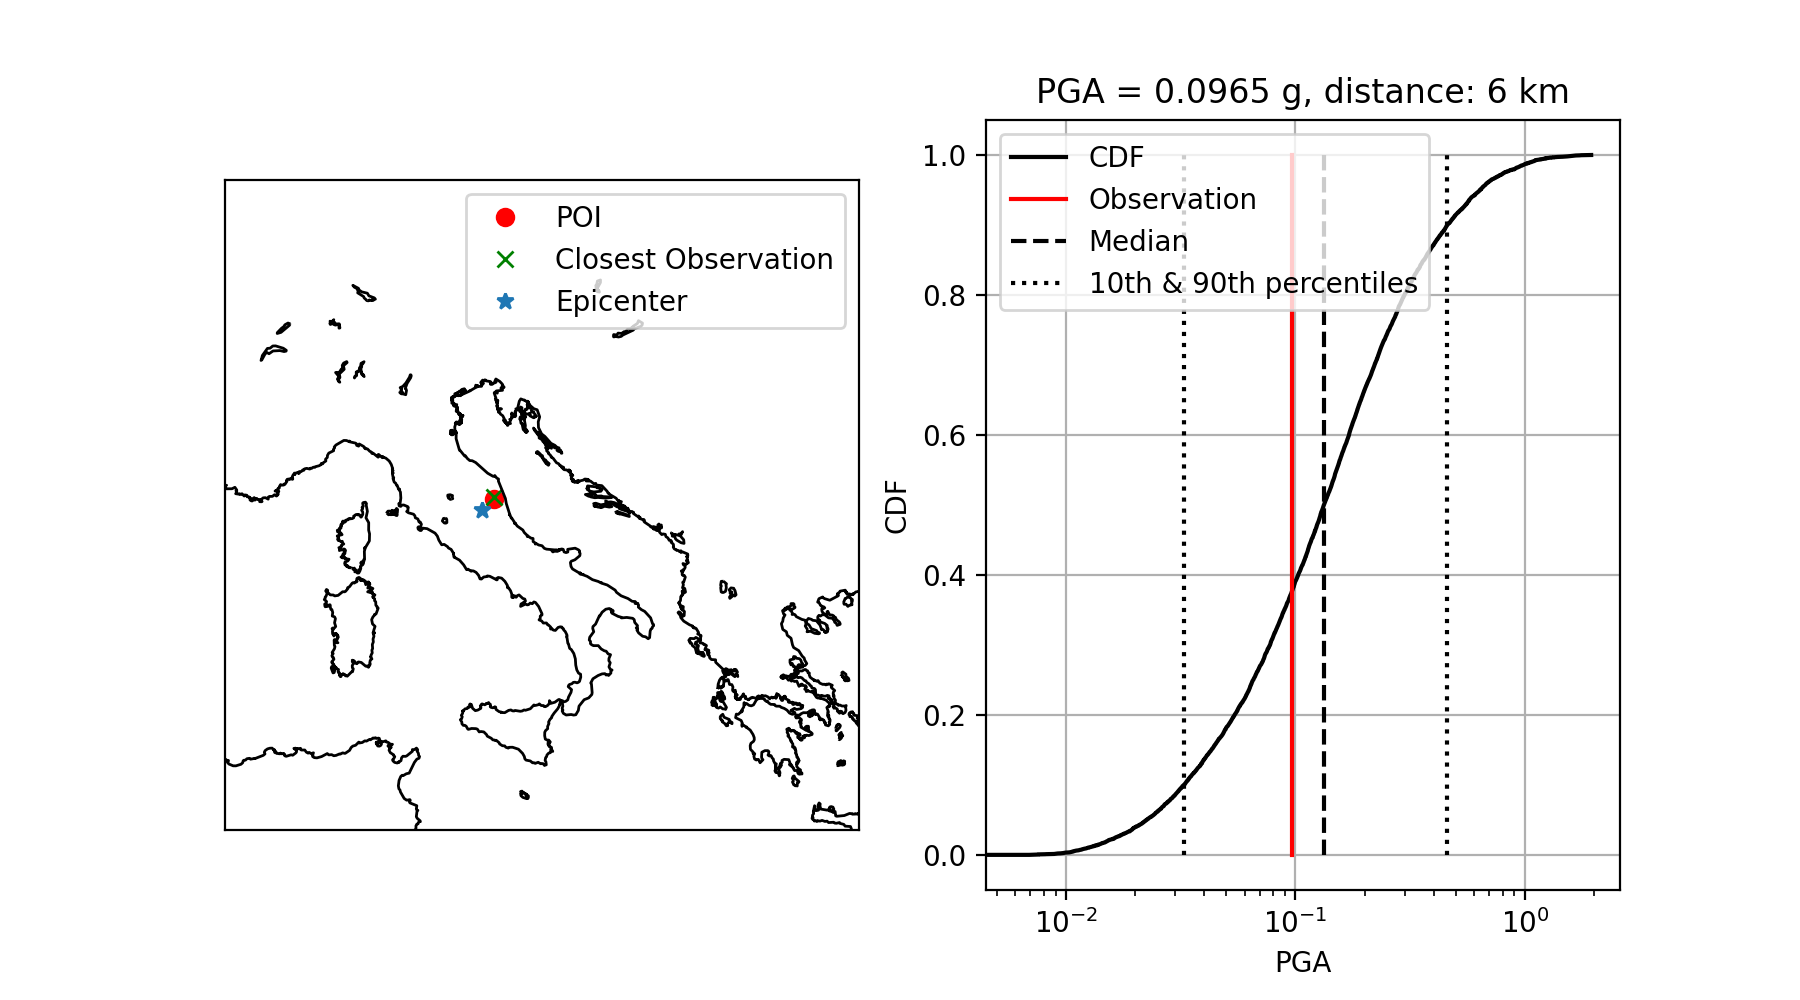 POI
Closest Observation
Epicenter
PGA = 0.0965 g, distance: 6 km
CDF
Observation
Median
10th & 90th percentiles
1.0
0.8
0.6
0.4
0.2
0.0
CDF
10⁻²
10⁻¹
10⁰
PGA